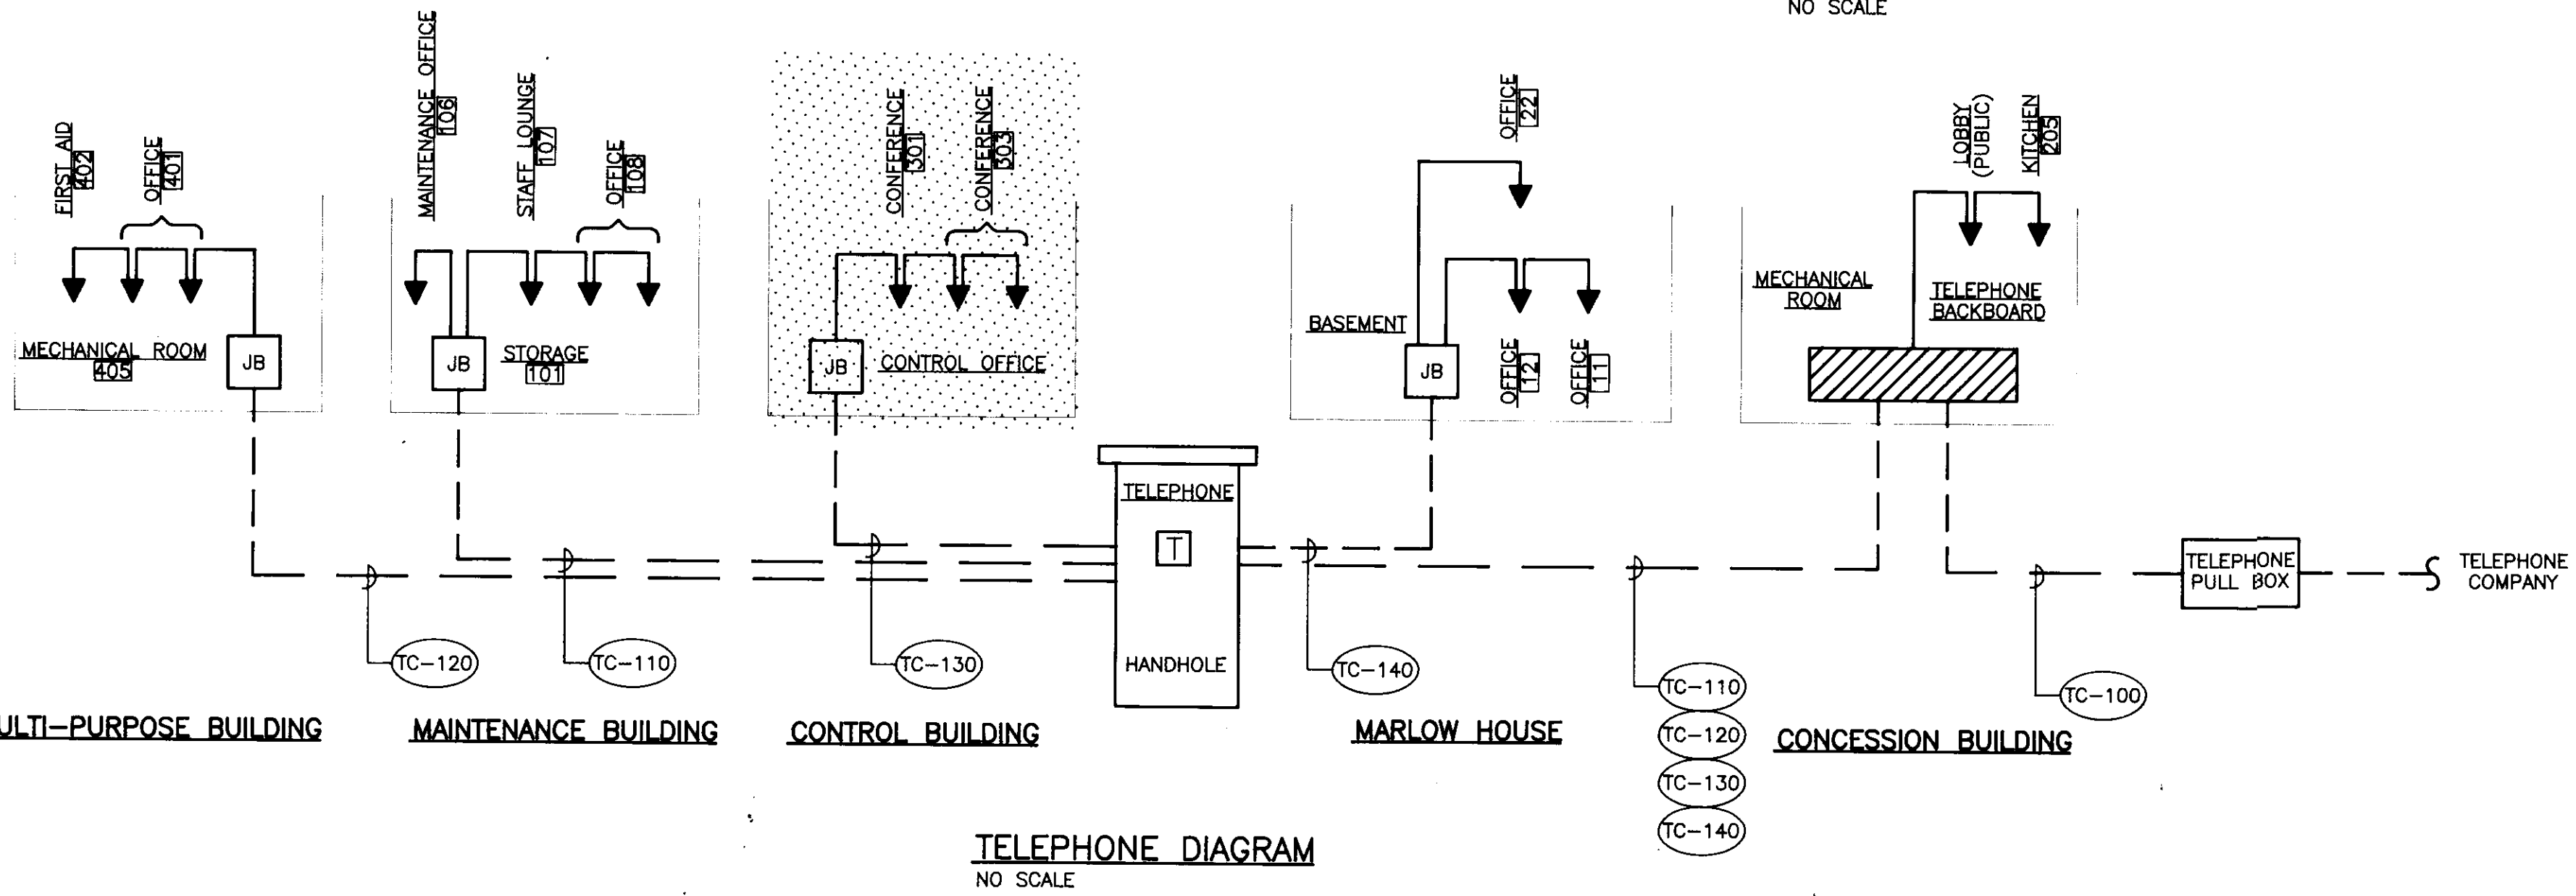 NO SCALE
FIRST AID
402
OFFICE
401
MECHANICAL ROOM
405
JB
MAINTENANCE OFFICE
106
STAFF LOUNGE
107
OFFICE
108
JB
STORAGE
101
CONFERENCE
301
CONFERENCE
303
JB
CONTROL OFFICE
OFFICE
22
BASEMENT
JB
OFFICE
12
OFFICE
11
LOBBY
(PUBLIC)
KITCHEN
205
MECHANICAL
ROOM
TELEPHONE
BACKBOARD
TELEPHONE
T
HANDHOLE
TELEPHONE
PULL BOX
TELEPHONE
COMPANY
TC-120
TC-110
TC-130
TC-140
TC-110
TC-120
TC-130
TC-140
TC-100
ULTI-PURPOSE BUILDING
MAINTENANCE BUILDING
CONTROL BUILDING
MARLOW HOUSE
CONCESSION BUILDING
TELEPHONE DIAGRAM
NO SCALE